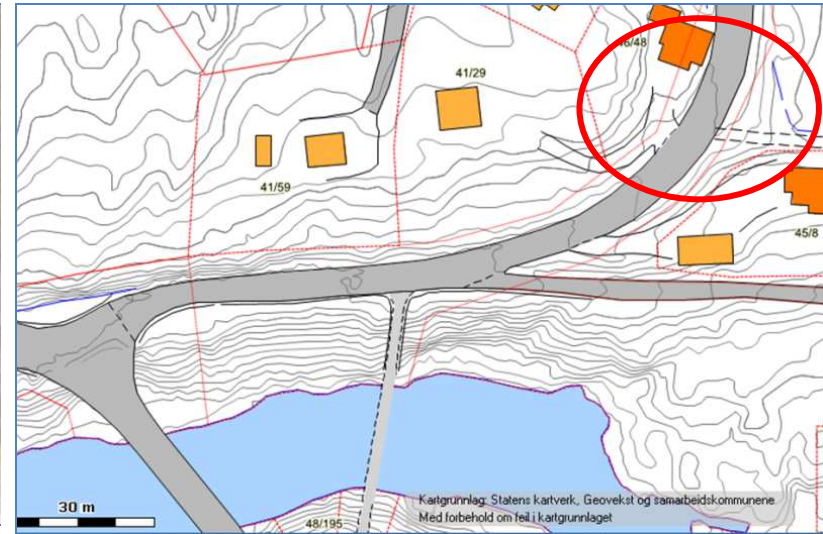 46/48
41/29
41/59
45/8
30 m
48/195
Kartgrunnlag: Statens kartverk, Geovekst og samarbeidskommunene
Med forbehold om feil i kartgrunnlaget